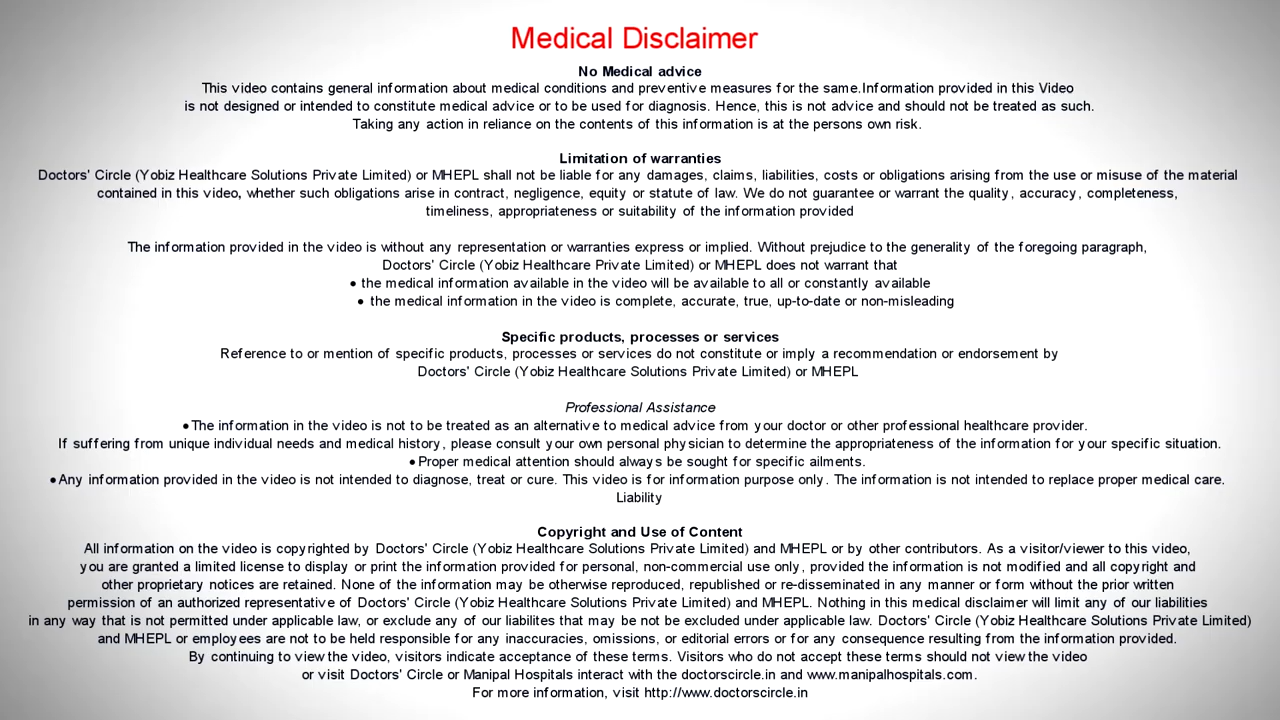 Medical Disclaimer
No Medical advice
This video contains general information about medical conditions and preventive measures for the same.Information provided in this Video
is not designed or intended to constitute medical advice or to be used for diagnosis. Hence, this is not advice and should not be treated as such.
Taking any action in reliance on the contents of this information is at the persons own risk.
Limitation of warranties
Doctors' Circle (Yobiz Healthcare Solutions Private Limited) or MHEPL shall not be liable for any damages, claims, liabilities, costs or obligations arising from the use or misuse of the material
contained in this video, whether such obligations arise in contract, negligence, equity or statute of law. We do not guarantee or warrant the quality, accuracy, completeness,
timeliness, appropriateness or suitability of the information provided
The information provided in the video is without any representation or warranties express or implied. Without prejudice to the generality of the foregoing paragraph,
Doctors' Circle (Yobiz Healthcare Private Limited) or MHEPL does not warrant that
• the medical information available in the video will be available to all or constantly available
• the medical information in the video is complete, accurate, true, up-to-date or non-misleading
Specific products, processes or services
Reference to or mention of specific products, processes or services do not constitute or imply a recommendation or endorsement by
Doctors' Circle (Yobiz Healthcare Solutions Private Limited) or MHEPL
Professional Assistance
•The information in the video is not to be treated as an alternative to medical advice from your doctor or other professional healthcare provider.
If suffering from unique individual needs and medical history, please consult your own personal physician to determine the appropriateness of the information for your specific situation.
•Proper medical attention should always be sought for specific ailments.
•Any information provided in the video is not intended to diagnose, treat or cure. This video is for information purpose only. The information is not intended to replace proper medical care.
Liability
Copyright and Use of Content
All information on the video is copyrighted by Doctors' Circle (Yobiz Healthcare Solutions Private Limited) and MHEPL or by other contributors. As a visitor/viewer to this video,
you are granted a limited license to display or print the information provided for personal, non-commercial use only, provided the information is not modified and all copyright and
other proprietary notices are retained. None of the information may be otherwise reproduced, republished or re-disseminated in any manner or form without the prior written
permission of an authorized representative of Doctors' Circle (Yobiz Healthcare Solutions Private Limited) and MHEPL. Nothing in this medical disclaimer will limit any of our liabilities
in any way that is not permitted under applicable law, or exclude any of our liabilites that may be not be excluded under applicable law. Doctors' Circle (Yobiz Healthcare Solutions Private Limited)
and MHEPL or employees are not to be held responsible for any inaccuracies, omissions, or editorial errors or for any consequence resulting from the information provided.
By continuing to view the video, visitors indicate acceptance of these terms. Visitors who do not accept these terms should not view the video
or visit Doctors' Circle or Manipal Hospitals interact with the doctorscircle.in and www.manipalhospitals.com.
For more information, visit http://www.doctorscircle.in